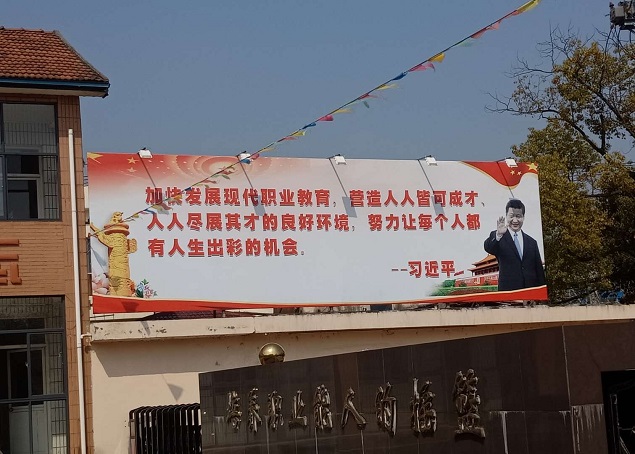 加快发展现代职业教育，营造人人皆可成才、
人人尽展其才的良好环境，努力让每个人都
有人生出彩的机会。
--习近平